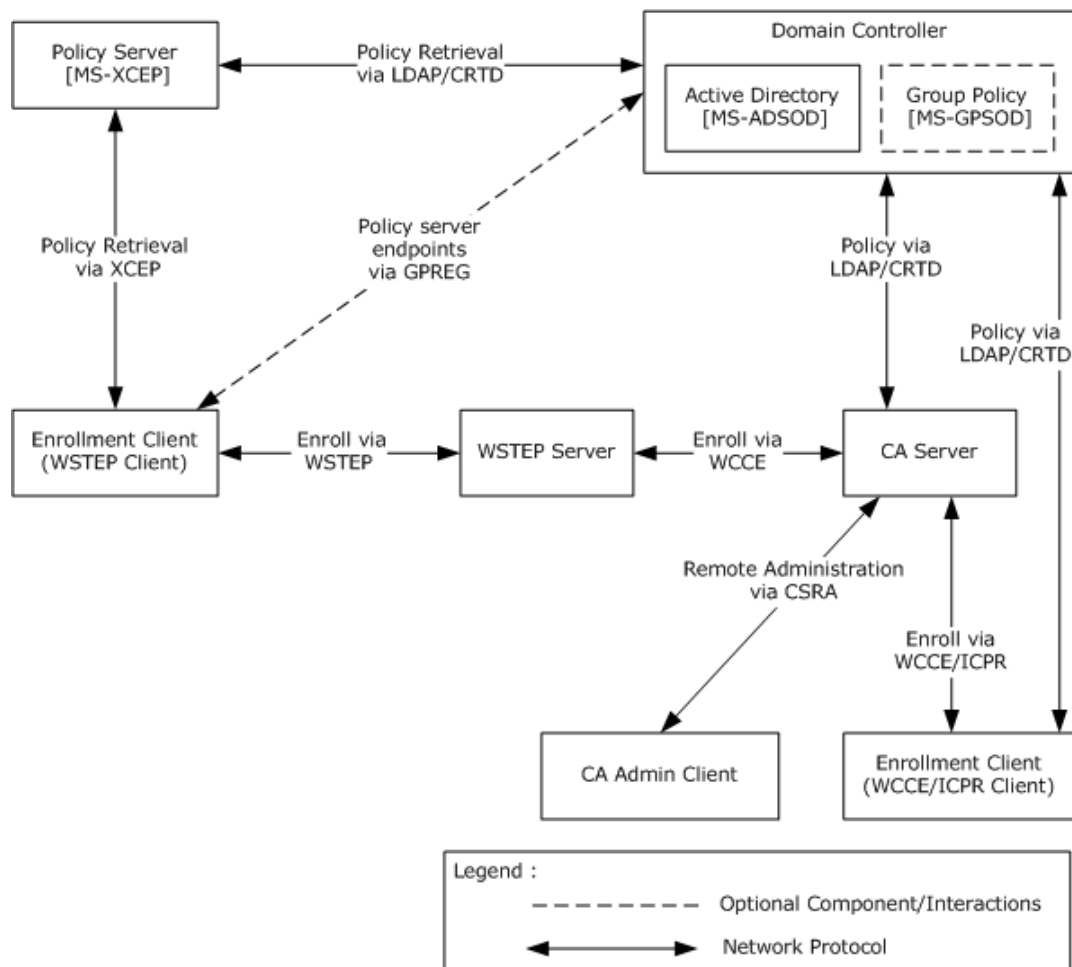 Policy Server
[MS-XCEP]
Policy Retrieval
via LDAP/CRTD
Domain Controller
Active Directory
[MS-ADSOD]
Group Policy
[MS-GPSOD]
Policy Retrieval
via XCEP
Policy server
endpoints
via GPREG
Policy via
LDAP/CRTD
Policy via
LDAP/CRTD
Enrollment Client
(WSTEP Client)
Enroll via
WSTEP
WSTEP Server
Enroll via
WCCE
CA Server
Remote Administration
via CSRA
Enroll via
WCCE/ICPR
CA Admin Client
Enrollment Client
(WCCE/ICPR Client)
Legend :
Optional Component/Interactions
Network Protocol